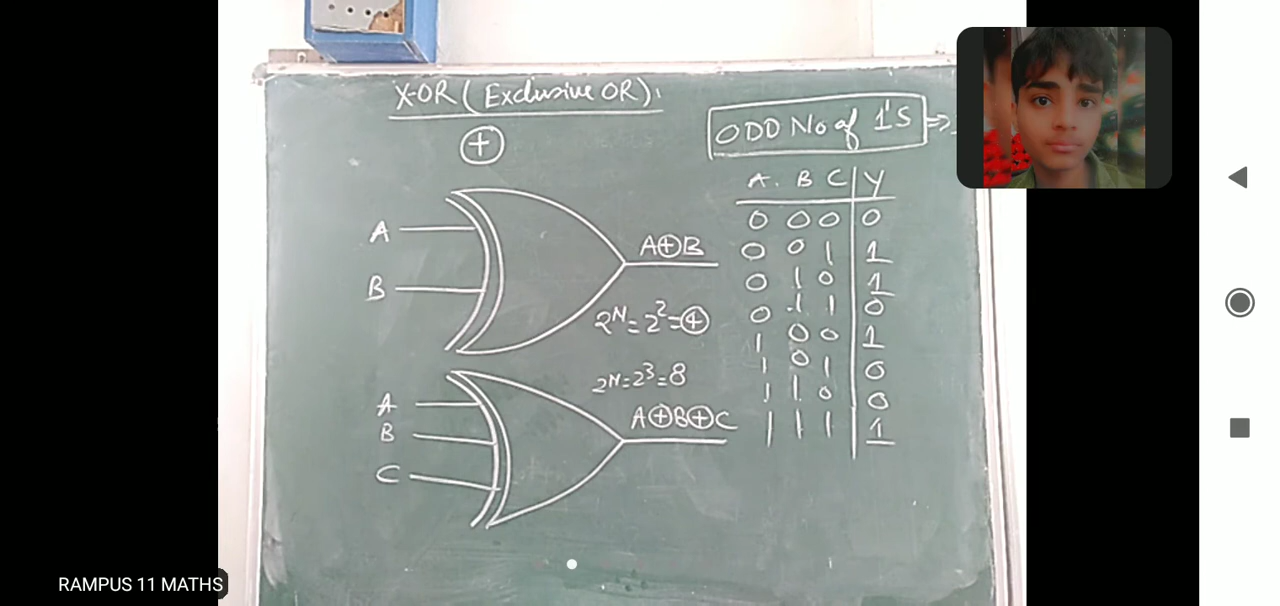 X-OR (Exclusive OR).
⊕
ODD No of 1'S ⇒
A
B
A⊕B
2^N = 2^2 = ④
2^N = 2^3 = 8
A
B
C
A⊕B⊕C
A. B C Y
0 0 0 0
0 0 1 1
0 1 0 1
0 1 1 0
1 0 0 1
1 0 1 0
1 1 0 0
1 1 1 1
RAMPUS 11 MATHS